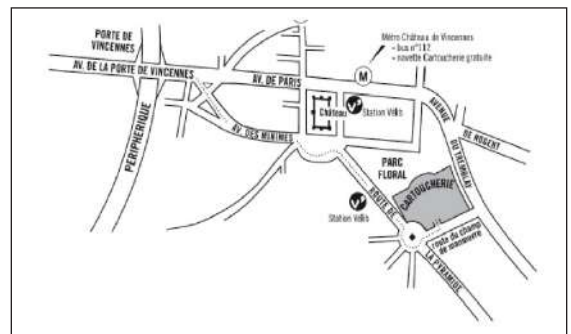 PORTE DE
VINCENNES
Métro Château de Vincennes
- bus n°112
- navette Cartoucherie gratuite
AV. DE LA PORTE DE VINCENNES
AV. DE PARIS
M
Château
Station Vélib
AVENUE
DE NOGENT
AV. DES MINIMES
PERIPHERIQUE
PARC
FLORAL
DU TREMBLAY
CARTOUCHERIE
Station Vélib
ROUTE DE
LA PYRAMIDE
route du champ
de manoeuvre